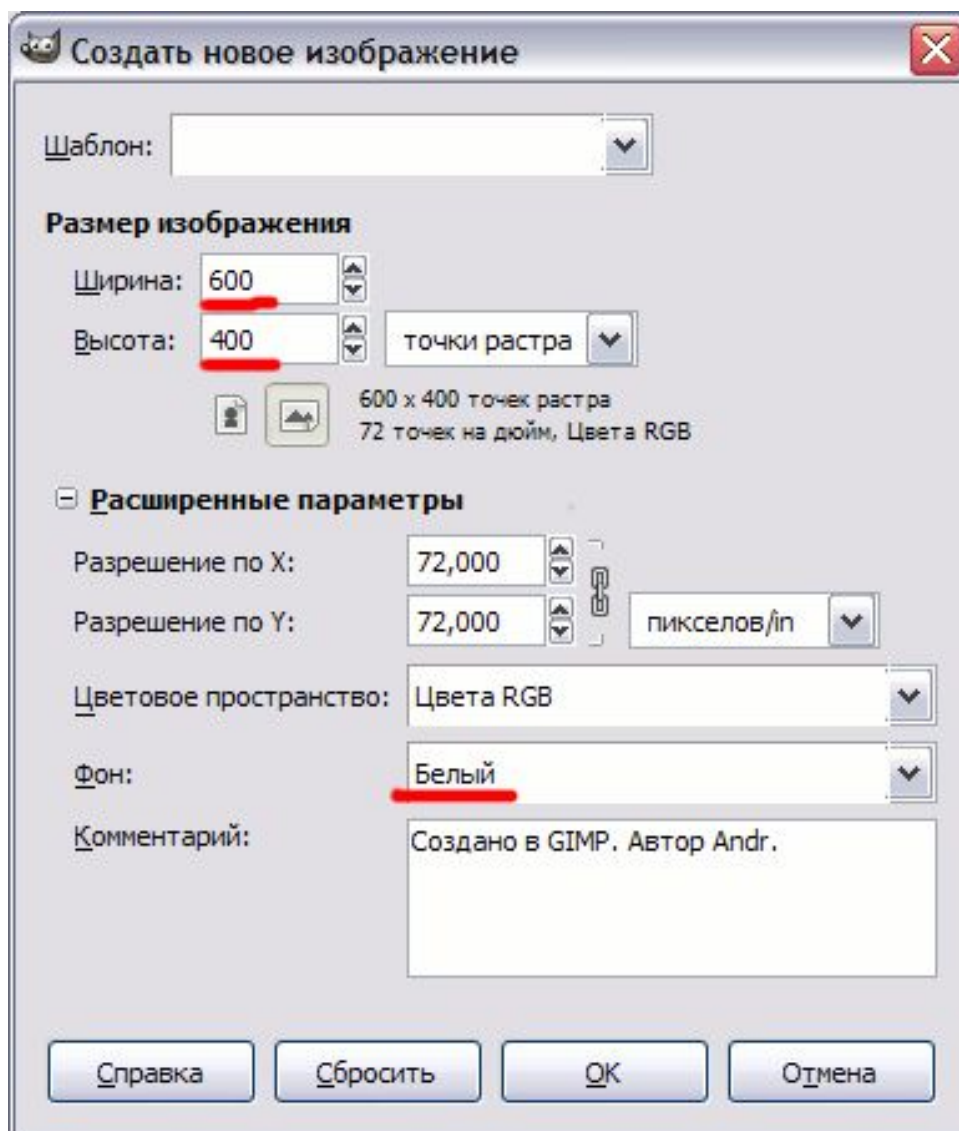 Создать новое изображение
Шаблон:
Размер изображения
Ширина: 600
Высота: 400 точки растра
600 x 400 точек растра
72 точек на дюйм, Цвета RGB
Расширенные параметры
Разрешение по X: 72,000
Разрешение по Y: 72,000 пикселов/in
Цветовое пространство: Цвета RGB
Фон: Белый
Комментарий: Создано в GIMP. Автор Andr.
Справка Сбросить OK Отмена